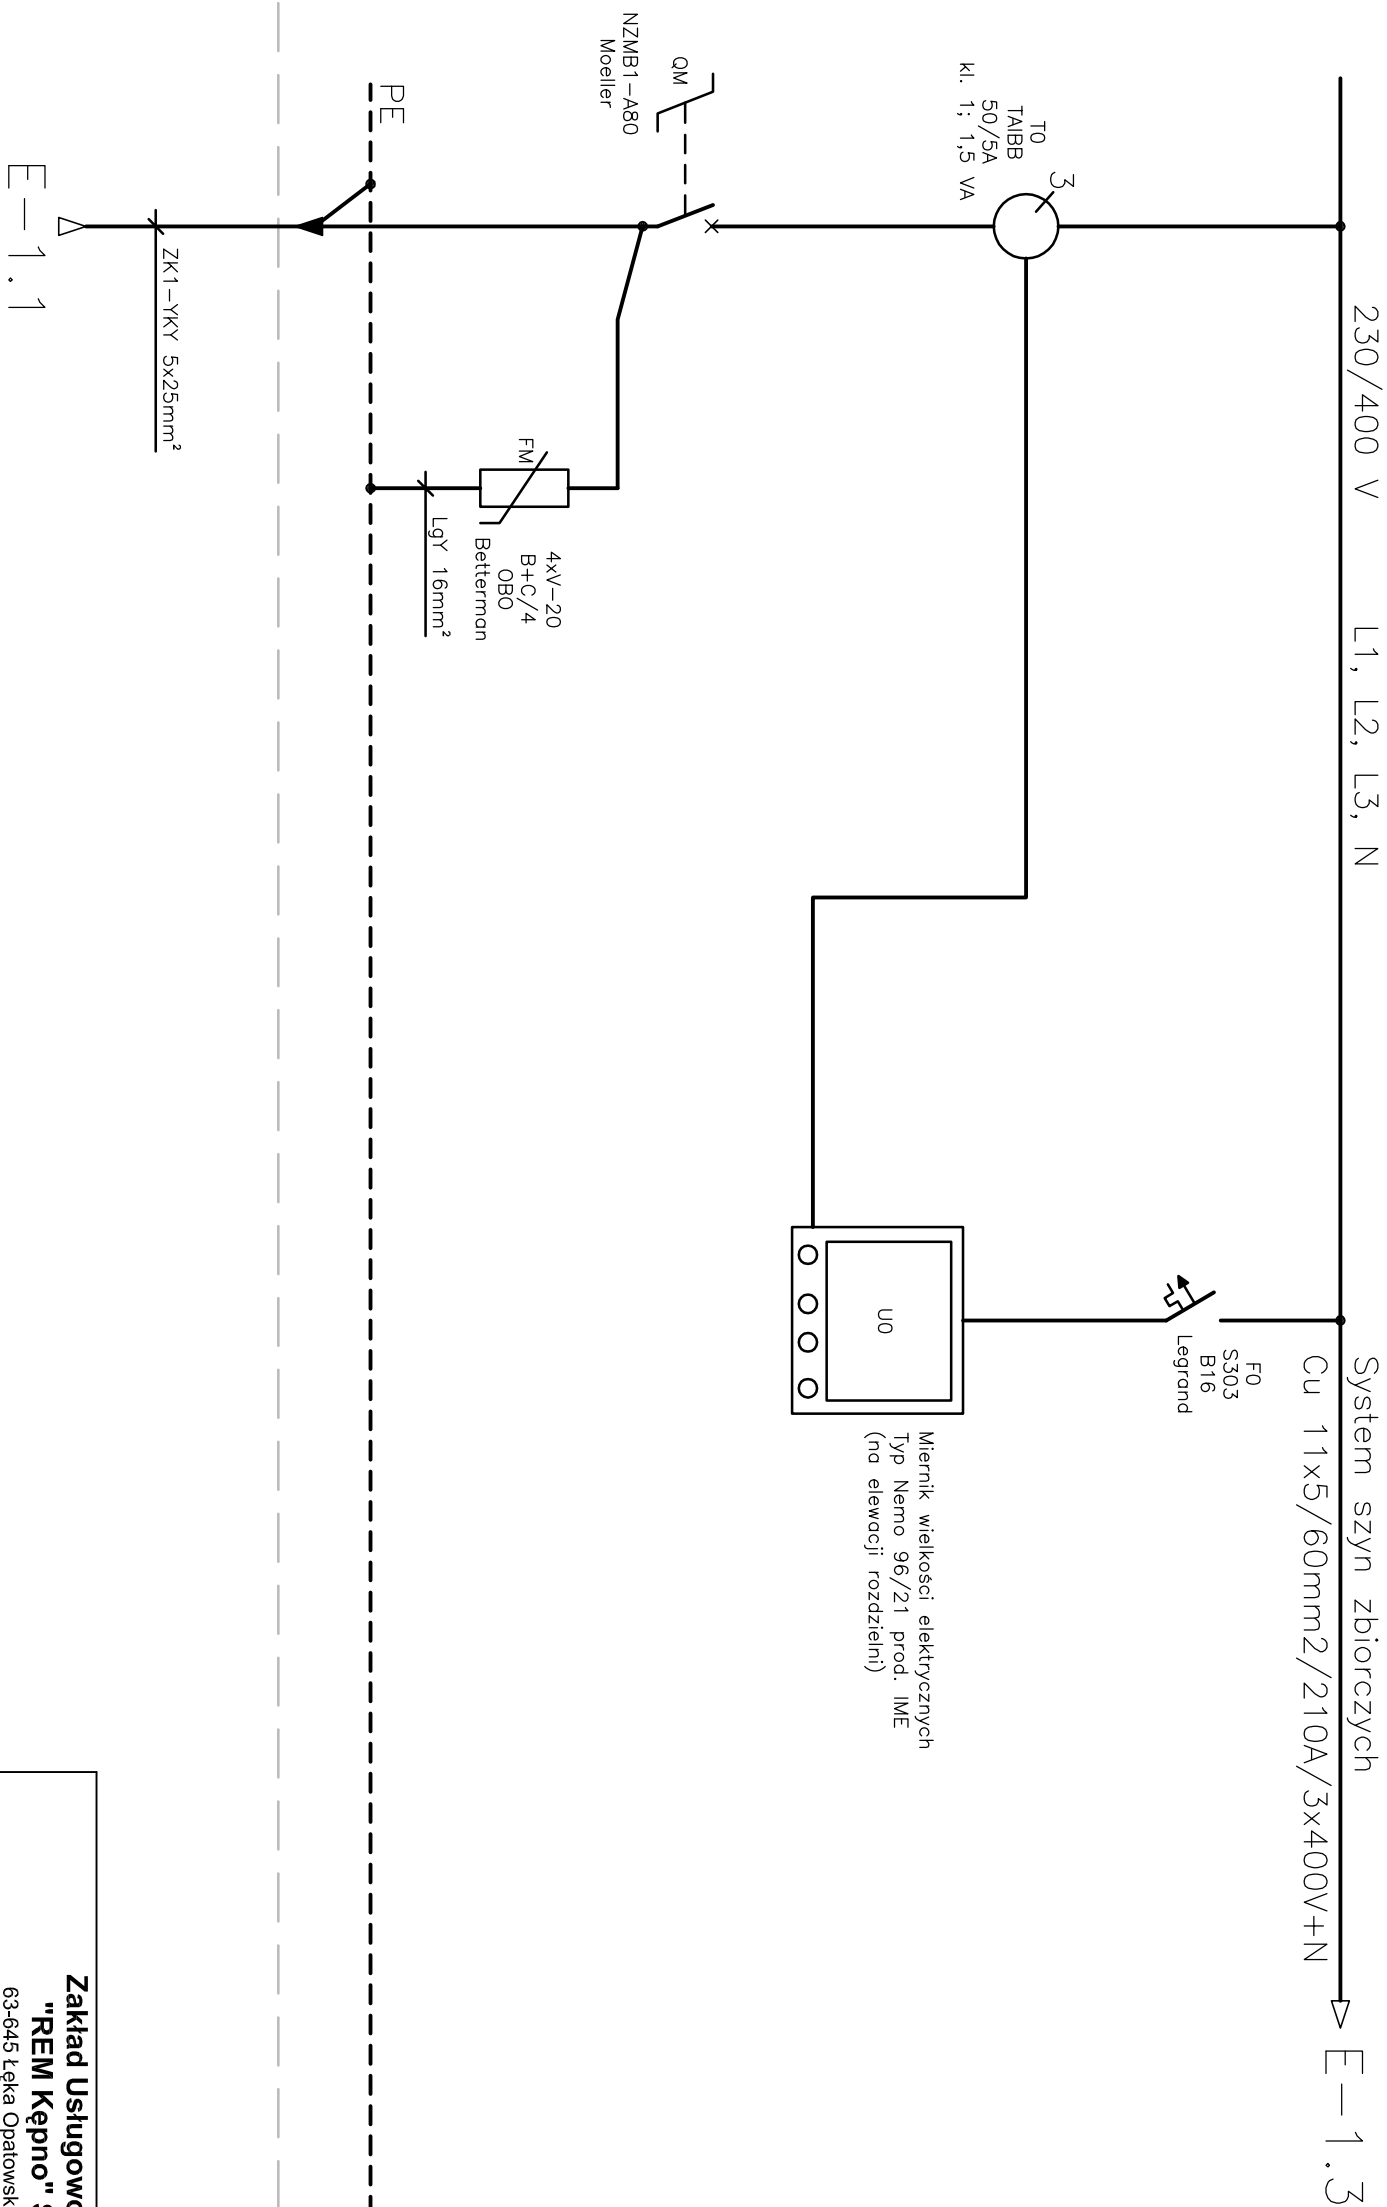 230/400 V
L1, L2, L3, N
System szyn zbiorczych
Cu 11x5/60mm2/210A/3x400V+N
E-1.3
T0
TAIBB
50/5A
kl. 1; 1,5 VA
3
F0
S303
B16
Legrand
QM
NZMB1-A80
Moeller
U0
Miernik wielkości elektrycznych
Typ Nemo 96/21 prod. IME
(na elewacji rozdzielni)
FM
4xV-20
B+C/4
OBO
Betterman
LgY 16mm²
PE
ZK1-YKY 5x25mm²
E-1.1
Zakład Usługowo
"REM Kępno"
63-645 Łęka Opatowsk